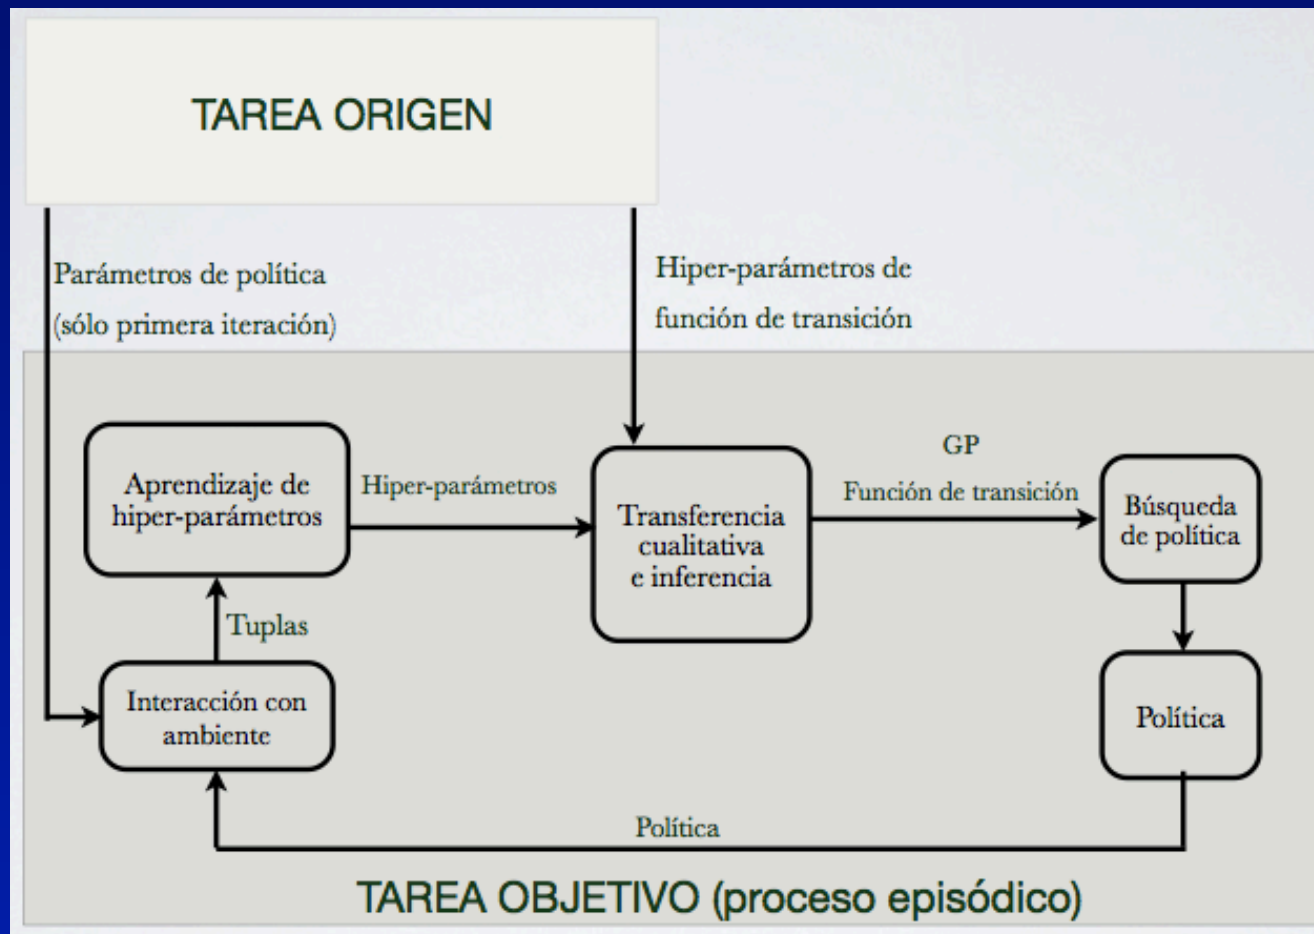 TAREA ORIGEN
Parámetros de política
(sólo primera iteración)
Hiper-parámetros de
función de transición
Aprendizaje de
hiper-parámetros
Hiper-parámetros
Transferencia
cualitativa
e inferencia
GP
Función de transición
Búsqueda
de política
Tuplas
Interacción con
ambiente
Política
Política
TAREA OBJETIVO (proceso episódico)